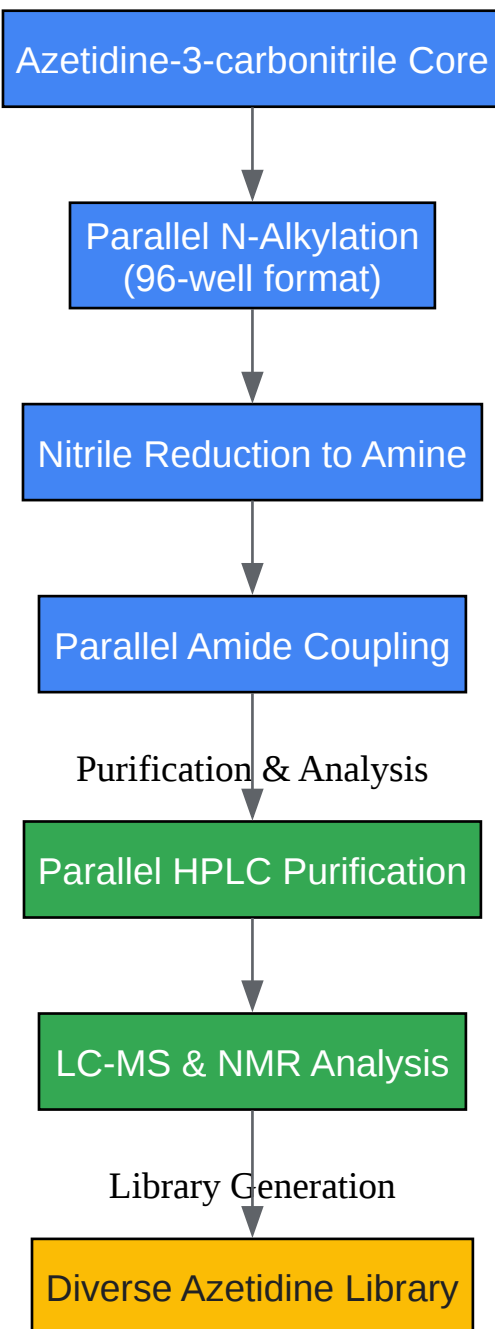 Azetidine-3-carbonitrile Core
Parallel N-Alkylation
(96-well format)
Nitrile Reduction to Amine
Parallel Amide Coupling
Purification & Analysis
Parallel HPLC Purification
LC-MS & NMR Analysis
Library Generation
Diverse Azetidine Library